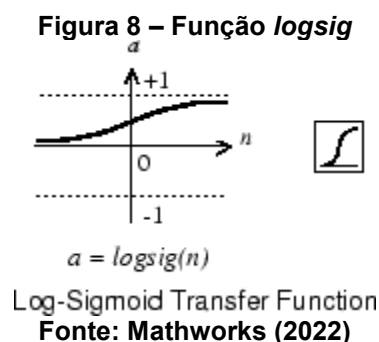 Figura 8 – Função logsig
a
+1
n
0
-1
a = logsig(n)
Log-Sigmoid Transfer Function
Fonte: Mathworks (2022)